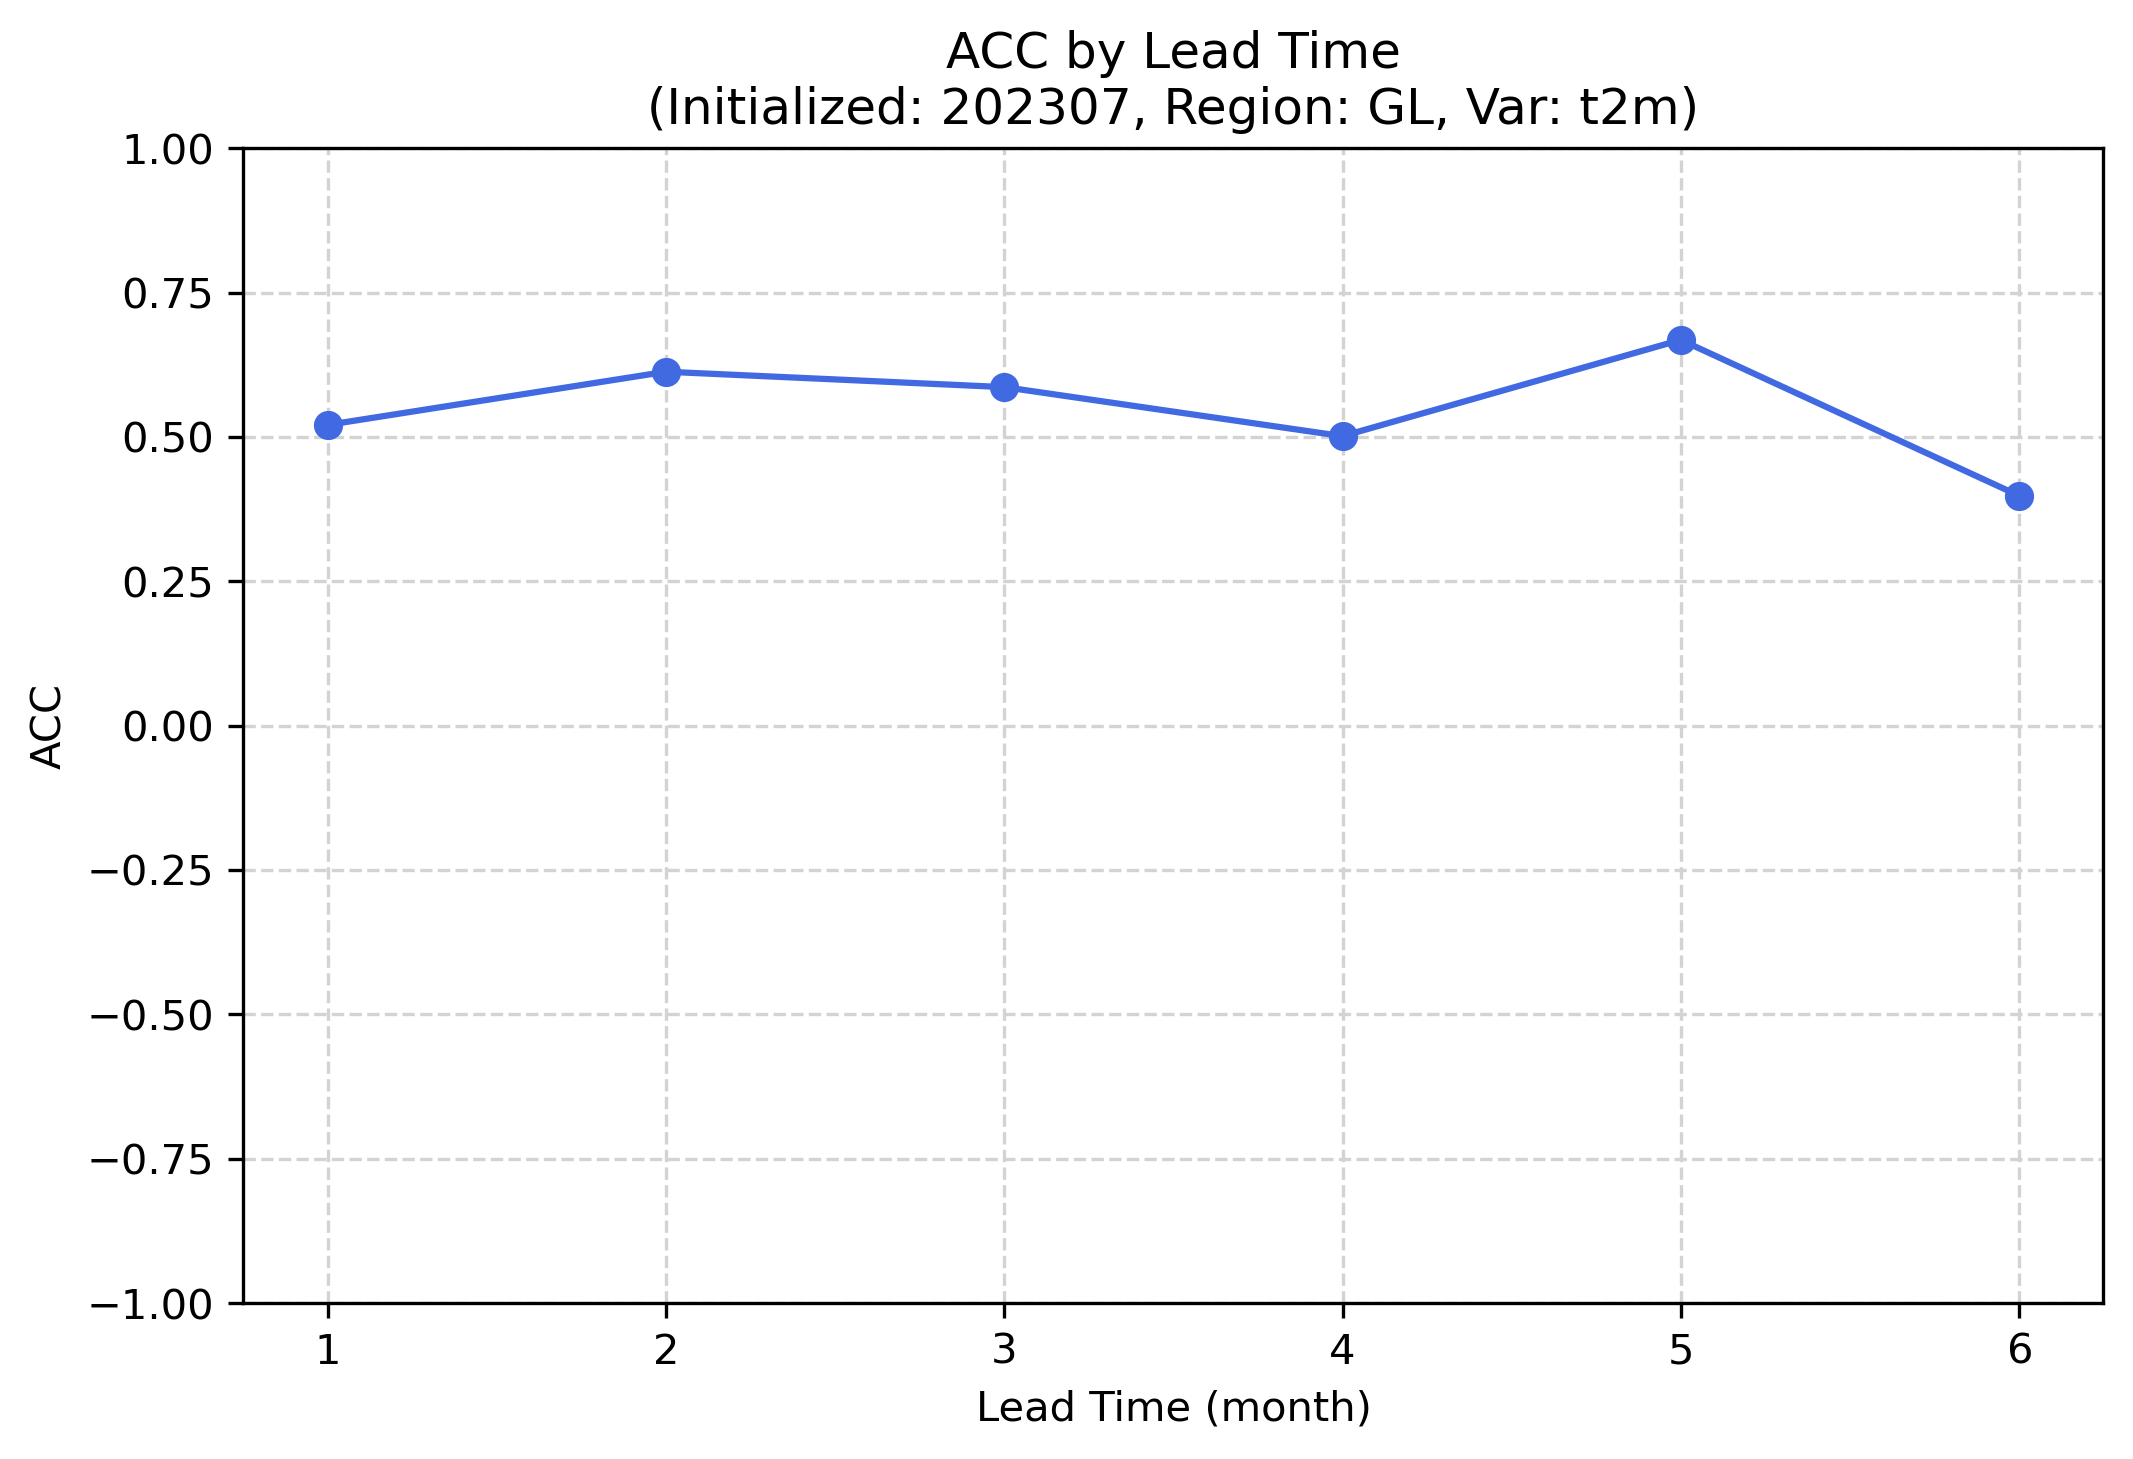 ACC by Lead Time
(Initialized: 202307, Region: GL, Var: t2m)
1.00
0.75
0.50
0.25
0.00
−0.25
−0.50
−0.75
−1.00
ACC
1 2 3 4 5 6
Lead Time (month)